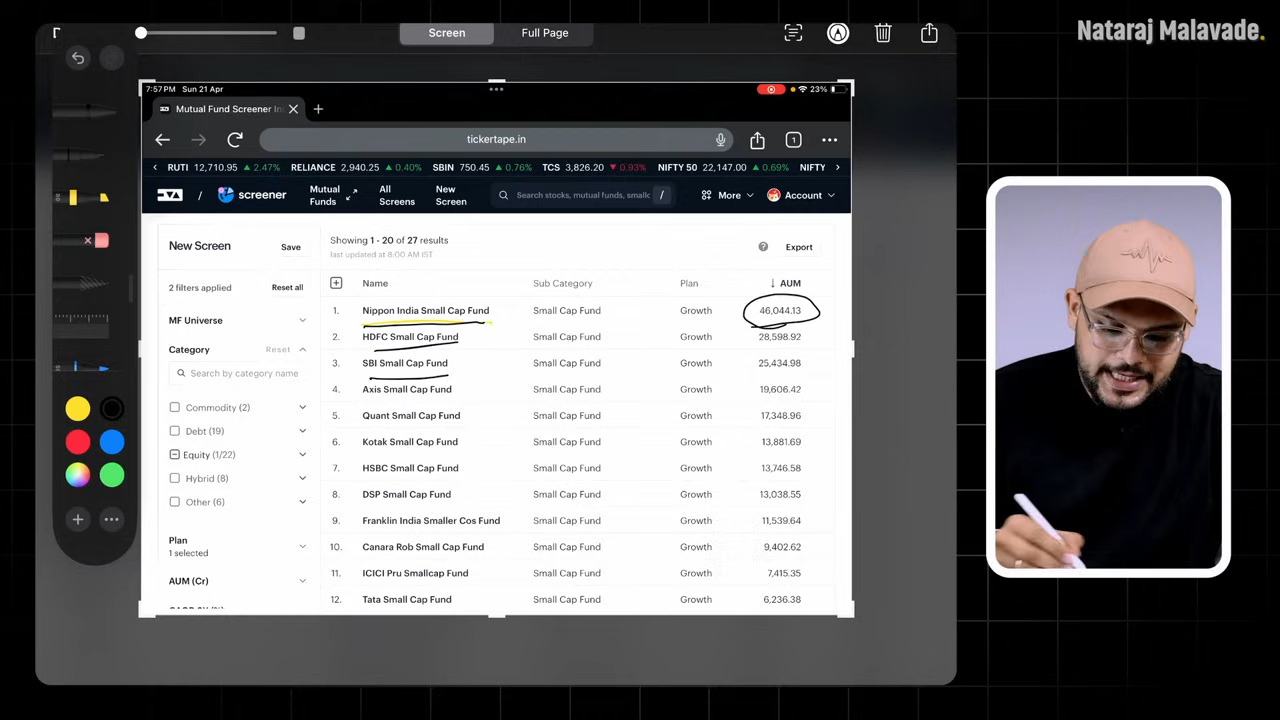 Nataraj Malavade.
Screen
Full Page
7:57 PM Sun 21 Apr
23%
Mutual Fund Screener In
tickertape.in
1
RUTI 12,710.95 ▲ 2.47% RELIANCE 2,940.25 ▲ 0.40% SBIN 750.45 ▲ 0.76% TCS 3,826.20 ▼ 0.93% NIFTY 50 22,147.00 ▲ 0.69% NIFTY
/ screener Mutual Funds All Screens New Screen Search stocks, mutual funds, smallc / More Account
New Screen Save
Showing 1 - 20 of 27 results
last updated at 8:00 AM IST
? Export
2 filters applied Reset all
MF Universe
Category Reset
Search by category name
Commodity (2)
Debt (19)
Equity (1/22)
Hybrid (8)
Other (6)
Plan
1 selected
AUM (Cr)
Name Sub Category Plan ↓ AUM
1. Nippon India Small Cap Fund Small Cap Fund Growth 46,044.13
2. HDFC Small Cap Fund Small Cap Fund Growth 28,598.92
3. SBI Small Cap Fund Small Cap Fund Growth 25,434.98
4. Axis Small Cap Fund Small Cap Fund Growth 19,606.42
5. Quant Small Cap Fund Small Cap Fund Growth 17,348.96
6. Kotak Small Cap Fund Small Cap Fund Growth 13,881.69
7. HSBC Small Cap Fund Small Cap Fund Growth 13,746.58
8. DSP Small Cap Fund Small Cap Fund Growth 13,038.55
9. Franklin India Smaller Cos Fund Small Cap Fund Growth 11,539.64
10. Canara Rob Small Cap Fund Small Cap Fund Growth 9,402.62
11. ICICI Pru Smallcap Fund Small Cap Fund Growth 7,415.35
12. Tata Small Cap Fund Small Cap Fund Growth 6,236.38